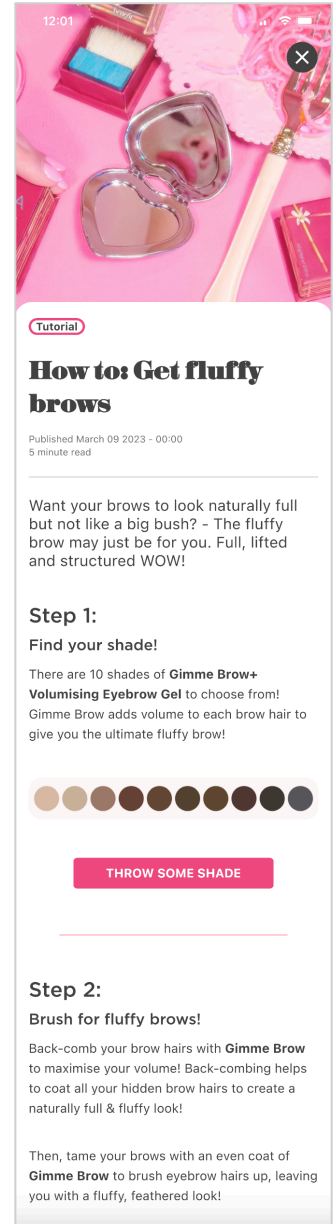 12:01
Tutorial
How to: Get fluffy
brows
Published March 09 2023 - 00:00
5 minute read
Want your brows to look naturally full
but not like a big bush? - The fluffy
brow may just be for you. Full, lifted
and structured WOW!
Step 1:
Find your shade!
There are 10 shades of Gimme Brow+
Volumising Eyebrow Gel to choose from!
Gimme Brow adds volume to each brow hair to
give you the ultimate fluffy brow!
THROW SOME SHADE
Step 2:
Brush for fluffy brows!
Back-comb your brow hairs with Gimme Brow
to maximise your volume! Back-combing helps
to coat all your hidden brow hairs to create a
naturally full & fluffy look!
Then, tame your brows with an even coat of
Gimme Brow to brush eyebrow hairs up, leaving
you with a fluffy, feathered look!